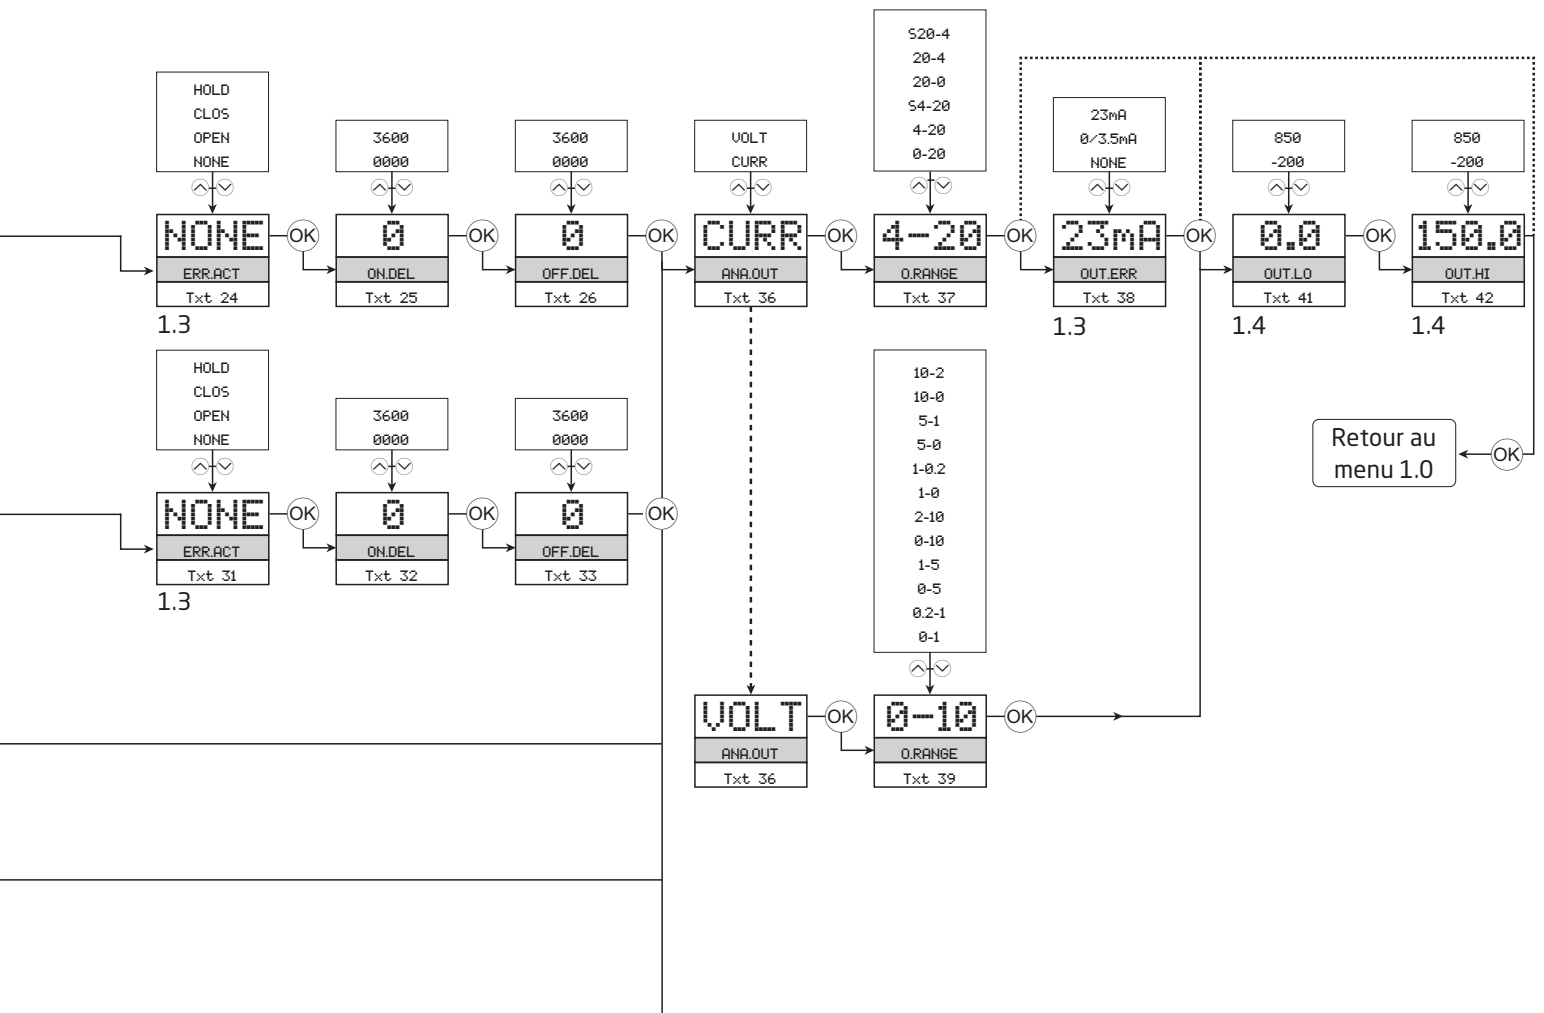 HOLD
CLOS
OPEN
NONE
NONE
ERR.ACT
Txt 24
1.3
OK
3600
0000
0
ON.DEL
Txt 25
OK
3600
0000
0
OFF.DEL
Txt 26
OK
VOLT
CURR
CURR
ANA.OUT
Txt 36
OK
S20-4
20-4
20-0
S4-20
4-20
0-20
4-20
O.RANGE
Txt 37
OK
23mA
0/3.5mA
NONE
23mA
OUT.ERR
Txt 38
1.3
OK
850
-200
0.0
OUT.LO
Txt 41
1.4
OK
850
-200
150.0
OUT.HI
Txt 42
1.4
OK
Retour au
menu 1.0
HOLD
CLOS
OPEN
NONE
NONE
ERR.ACT
Txt 31
1.3
OK
3600
0000
0
ON.DEL
Txt 32
OK
3600
0000
0
OFF.DEL
Txt 33
OK
VOLT
ANA.OUT
Txt 36
OK
10-2
10-0
5-1
5-0
1-0.2
1-0
2-10
0-10
1-5
0-5
0.2-1
0-1
0-10
O.RANGE
Txt 39
OK